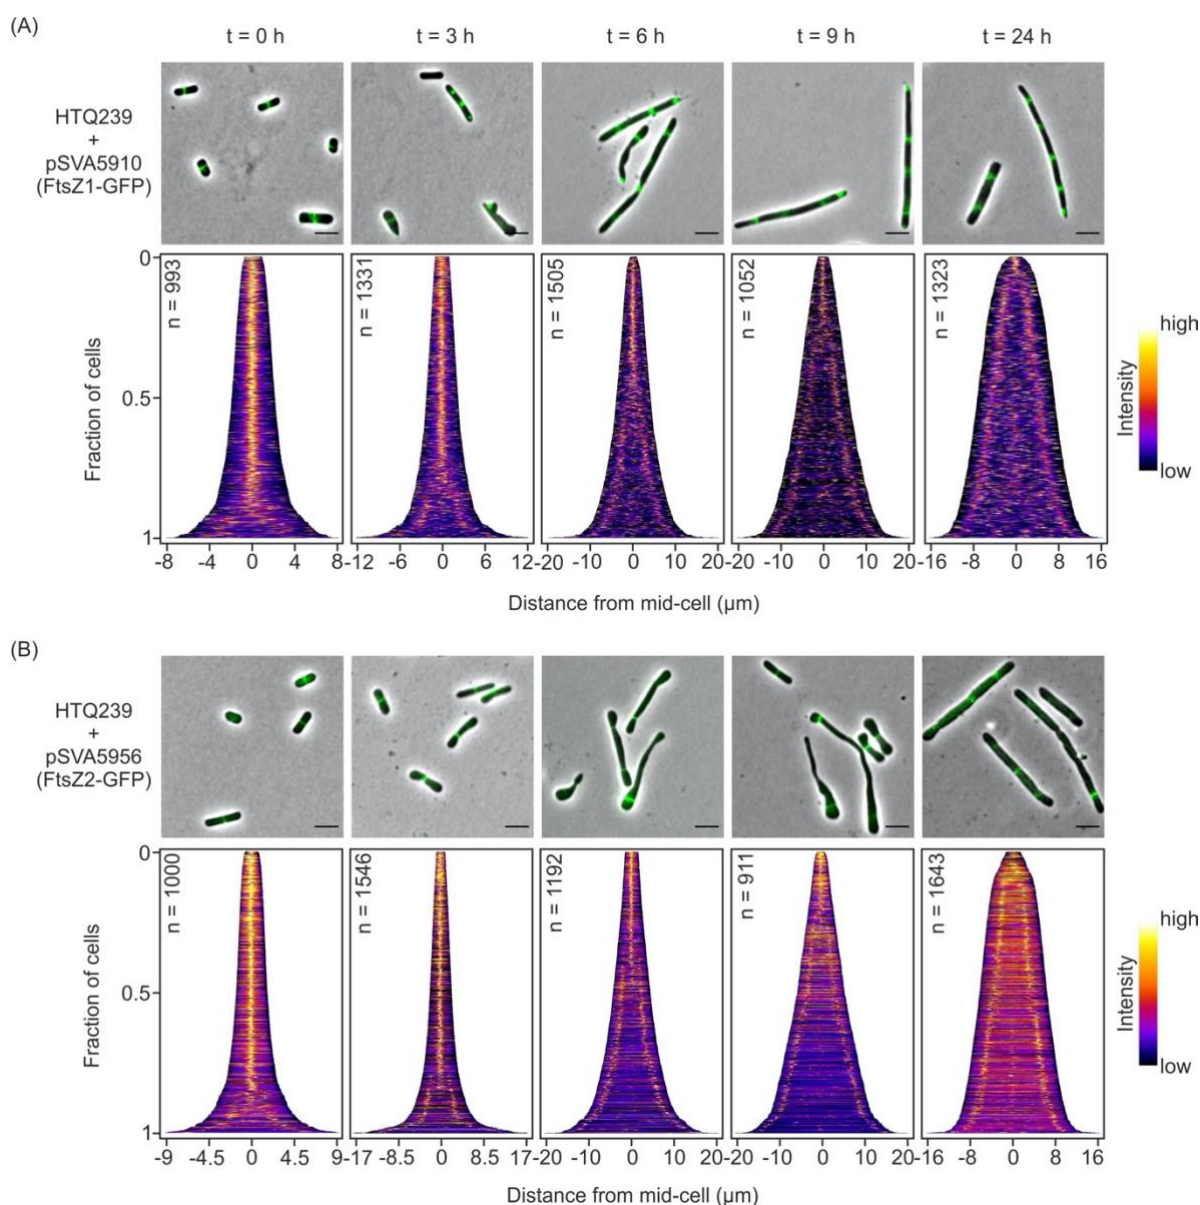 (A)
t = 0 h
t = 3 h
t = 6 h
t = 9 h
t = 24 h
HTQ239
+
pSVA5910
(FtsZ1-GFP)
n = 993
n = 1331
n = 1505
n = 1052
n = 1323
Fraction of cells
0
0.5
1
high
Intensity
low
-8 -4 0 4 8
-12 -6 0 6 12
-20 -10 0 10 20
-20 -10 0 10 20
-16 -8 0 8 16
Distance from mid-cell (µm)
(B)
HTQ239
+
pSVA5956
(FtsZ2-GFP)
n = 1000
n = 1546
n = 1192
n = 911
n = 1643
Fraction of cells
0
0.5
1
high
Intensity
low
-9 -4.5 0 4.5 9
-17 -8.5 0 8.5 17
-20 -10 0 10 20
-20 -10 0 10 20
-16 -8 0 8 16
Distance from mid-cell (µm)